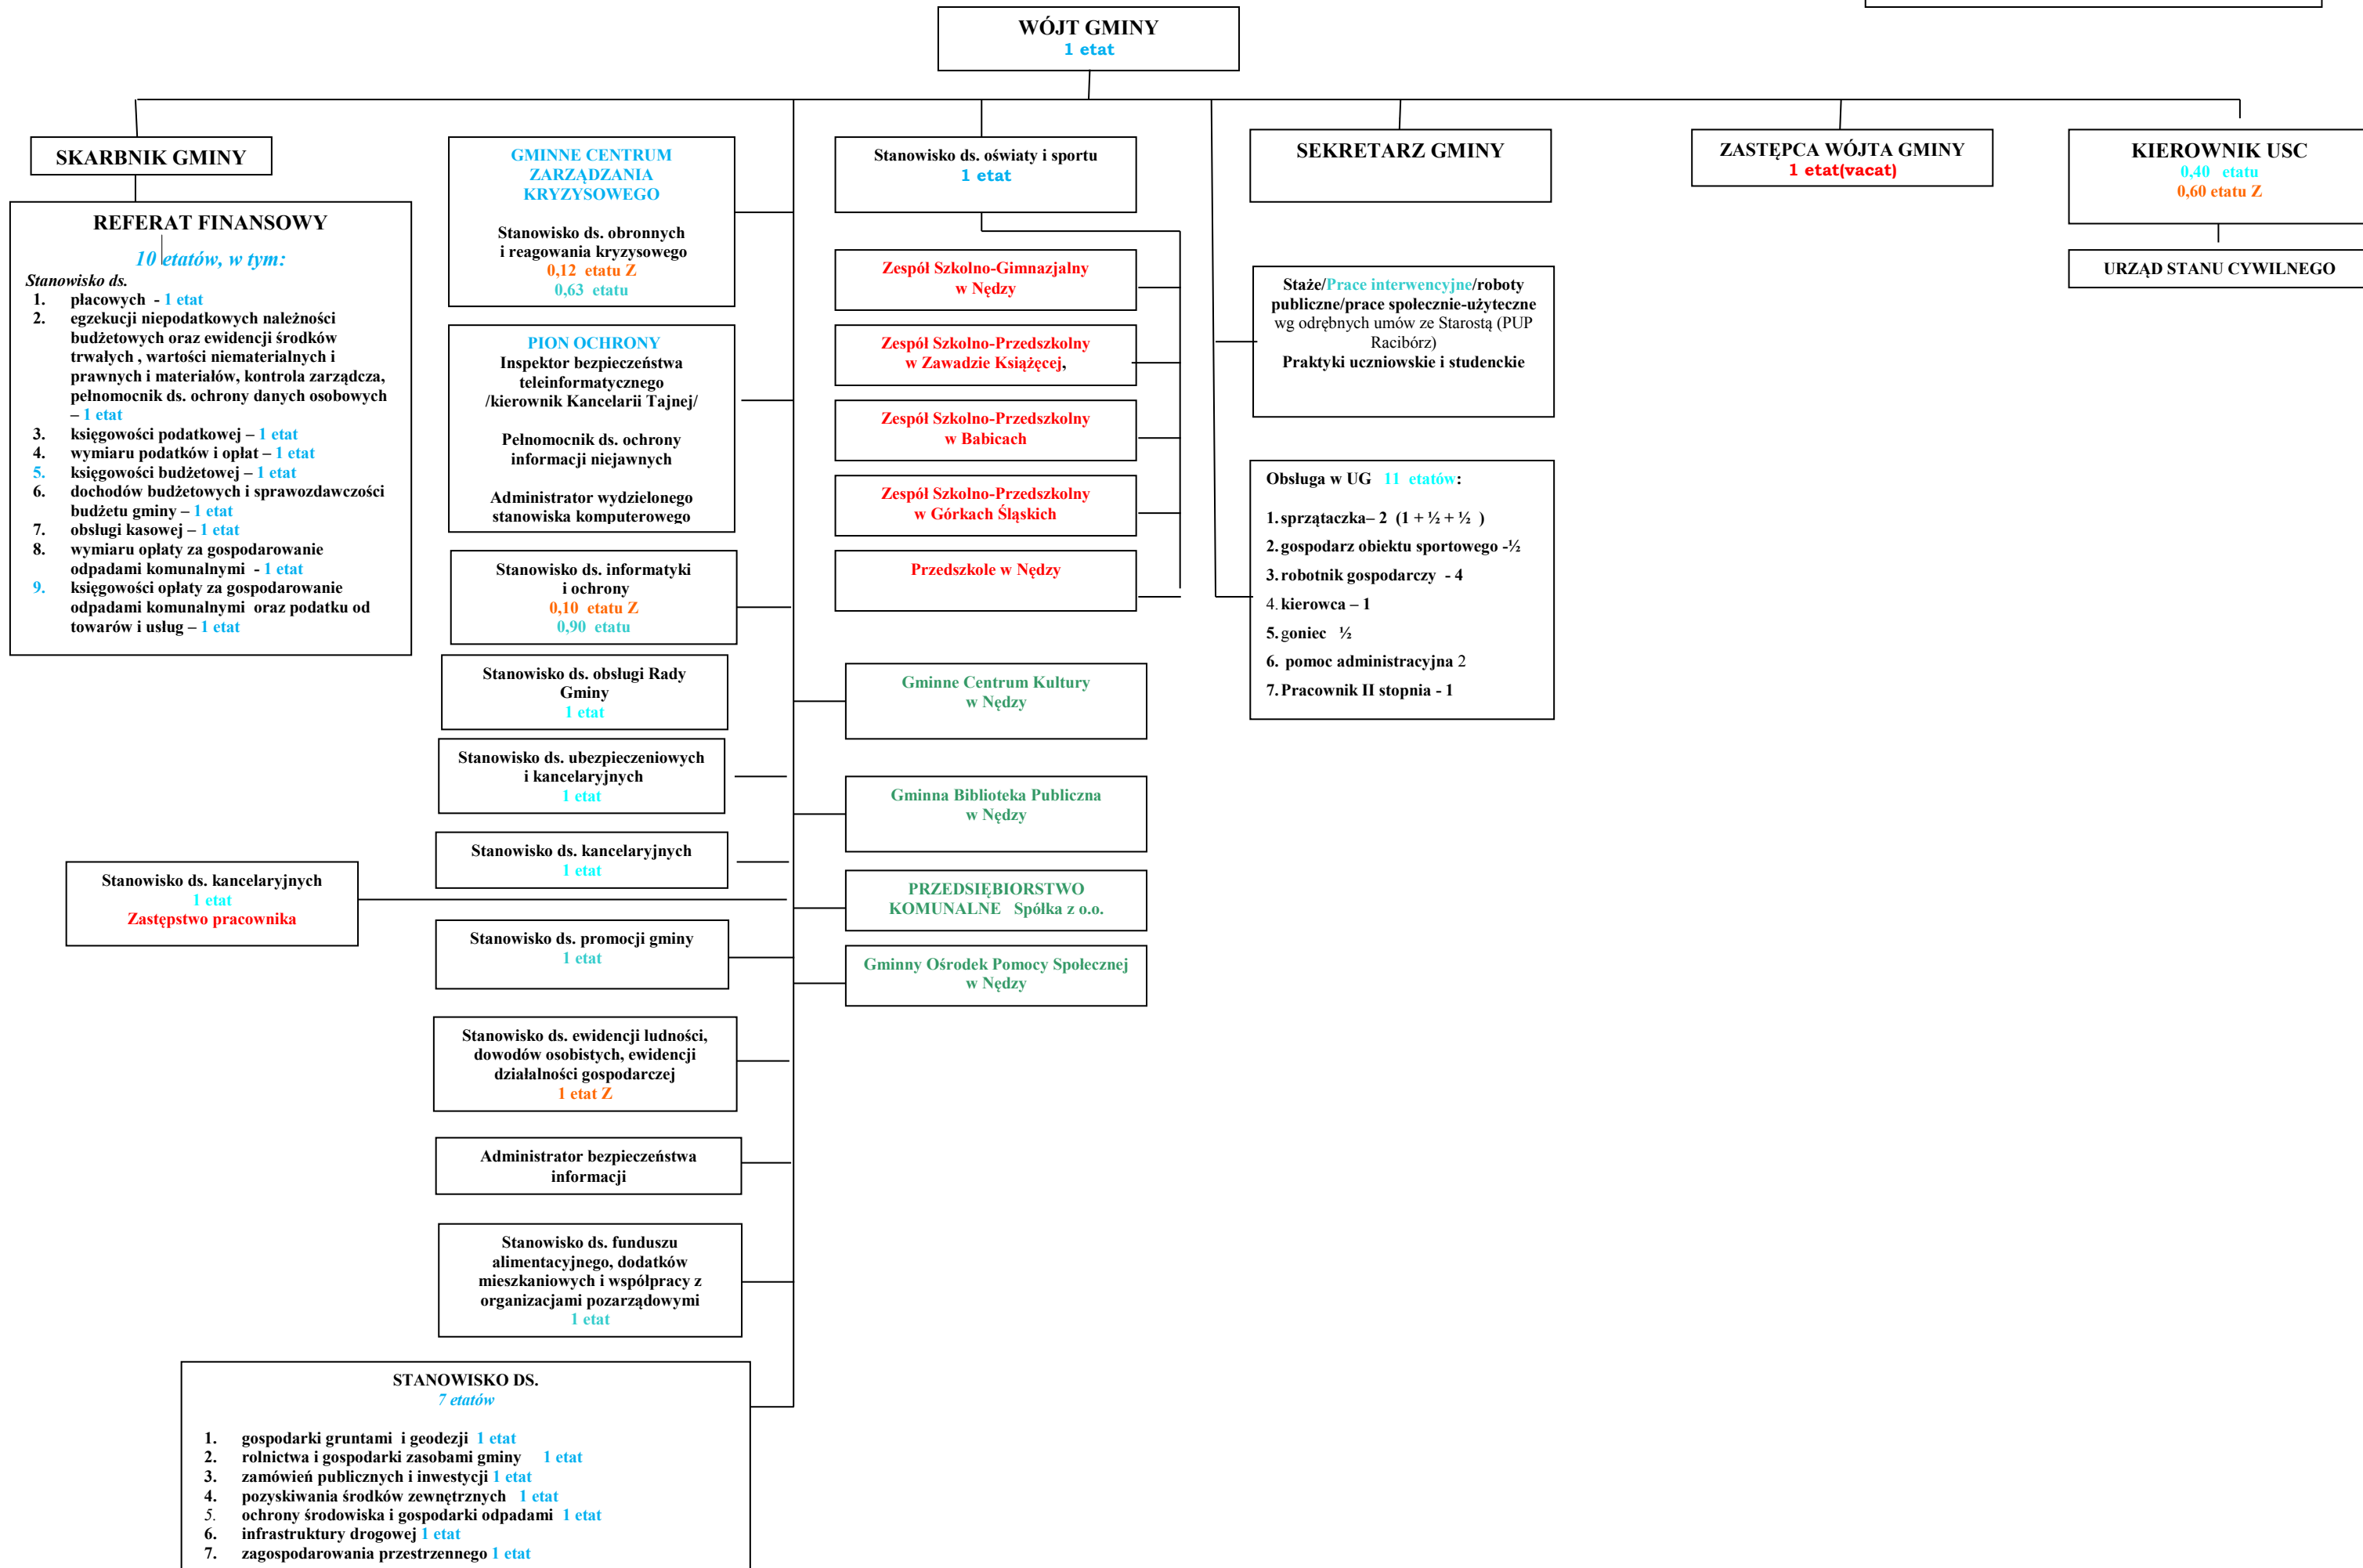 WÓJT GMINY
1 etat
SKARBNIK GMINY
REFERAT FINANSOWY
10 etatów, w tym:
Stanowisko ds.
1. płacowych - 1 etat
2. egzekucji niepodatkowych należności
budżetowych oraz ewidencji środków
trwałych , wartości niematerialnych i
prawnych i materiałów, kontrola zarządcza,
pełnomocnik ds. ochrony danych osobowych
– 1 etat
3. księgowości podatkowej – 1 etat
4. wymiaru podatków i opłat – 1 etat
5. księgowości budżetowej – 1 etat
6. dochodów budżetowych i sprawozdawczości
budżetu gminy – 1 etat
7. obsługi kasowej – 1 etat
8. wymiaru opłaty za gospodarowanie
odpadami komunalnymi - 1 etat
9. księgowości opłaty za gospodarowanie
odpadami komunalnymi oraz podatku od
towarów i usług – 1 etat
GMINNE CENTRUM
ZARZĄDZANIA
KRYZYSOWEGO
Stanowisko ds. obronnych
i reagowania kryzysowego
0,12 etatu Z
0,63 etatu
PION OCHRONY
Inspektor bezpieczeństwa
teleinformatycznego
/kierownik Kancelarii Tajnej/
Pełnomocnik ds. ochrony
informacji niejawnych
Administrator wydzielonego
stanowiska komputerowego
Stanowisko ds. informatyki
i ochrony
0,10 etatu Z
0,90 etatu
Stanowisko ds. obsługi Rady
Gminy
1 etat
Stanowisko ds. ubezpieczeniowych
i kancelaryjnych
1 etat
Stanowisko ds. kancelaryjnych
1 etat
Stanowisko ds. kancelaryjnych
1 etat
Zastępstwo pracownika
Stanowisko ds. promocji gminy
1 etat
Stanowisko ds. ewidencji ludności,
dowodów osobistych, ewidencji
działalności gospodarczej
1 etat Z
Administrator bezpieczeństwa
informacji
Stanowisko ds. funduszu
alimentacyjnego, dodatków
mieszkaniowych i współpracy z
organizacjami pozarządowymi
1 etat
STANOWISKO DS.
7 etatów
1. gospodarki gruntami i geodezji 1 etat
2. rolnictwa i gospodarki zasobami gminy 1 etat
3. zamówień publicznych i inwestycji 1 etat
4. pozyskiwania środków zewnętrznych 1 etat
5. ochrony środowiska i gospodarki odpadami 1 etat
6. infrastruktury drogowej 1 etat
7. zagospodarowania przestrzennego 1 etat
Stanowisko ds. oświaty i sportu
1 etat
Zespół Szkolno-Gimnazjalny
w Nędzy
Zespół Szkolno-Przedszkolny
w Zawadzie Książęcej,
Zespół Szkolno-Przedszkolny
w Babicach
Zespół Szkolno-Przedszkolny
w Górkach Śląskich
Przedszkole w Nędzy
Gminne Centrum Kultury
w Nędzy
Gminna Biblioteka Publiczna
w Nędzy
PRZEDSIĘBIORSTWO
KOMUNALNE Spółka z o.o.
Gminny Ośrodek Pomocy Społecznej
w Nędzy
SEKRETARZ GMINY
Staże/Prace interwencyjne/roboty
publiczne/prace społecznie-użyteczne
wg odrębnych umów ze Starostą (PUP
Racibórz)
Praktyki uczniowskie i studenckie
Obsługa w UG 11 etatów:
1. sprzątaczka– 2 (1 + ½ + ½ )
2. gospodarz obiektu sportowego -½
3. robotnik gospodarczy - 4
4. kierowca – 1
5. goniec ½
6. pomoc administracyjna 2
7. Pracownik II stopnia - 1
ZASTĘPCA WÓJTA GMINY
1 etat(vacat)
KIEROWNIK USC
0,40 etatu
0,60 etatu Z
URZĄD STANU CYWILNEGO